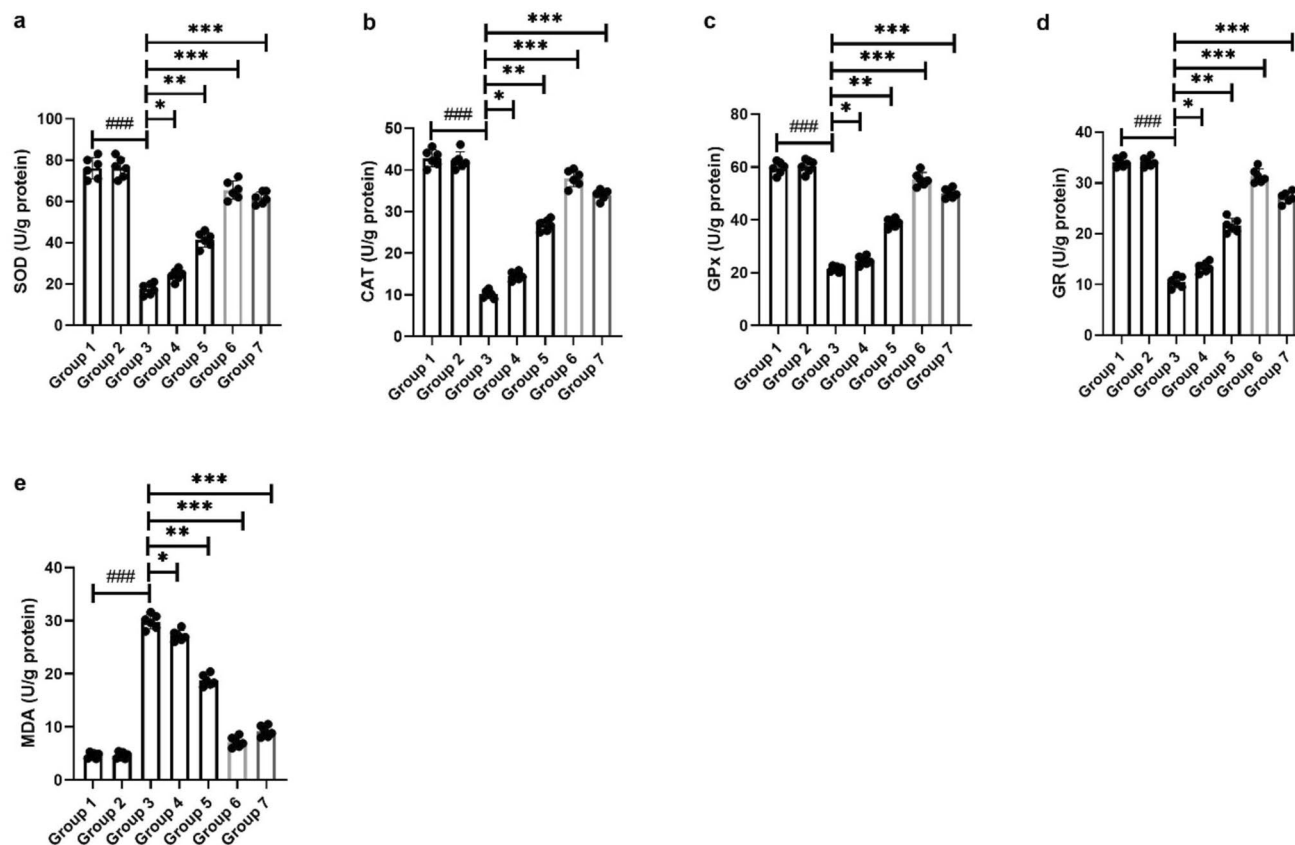 a
***
***
**
*
###
SOD (U/g protein)
100
80
60
40
20
0
Group 1
Group 2
Group 3
Group 4
Group 5
Group 6
Group 7
b
***
***
**
*
###
CAT (U/g protein)
50
40
30
20
10
0
Group 1
Group 2
Group 3
Group 4
Group 5
Group 6
Group 7
c
***
***
**
*
###
GPx (U/g protein)
80
60
40
20
0
Group 1
Group 2
Group 3
Group 4
Group 5
Group 6
Group 7
d
***
***
**
*
###
GR (U/g protein)
40
30
20
10
0
Group 1
Group 2
Group 3
Group 4
Group 5
Group 6
Group 7
e
***
***
**
*
###
MDA (U/g protein)
40
30
20
10
0
Group 1
Group 2
Group 3
Group 4
Group 5
Group 6
Group 7